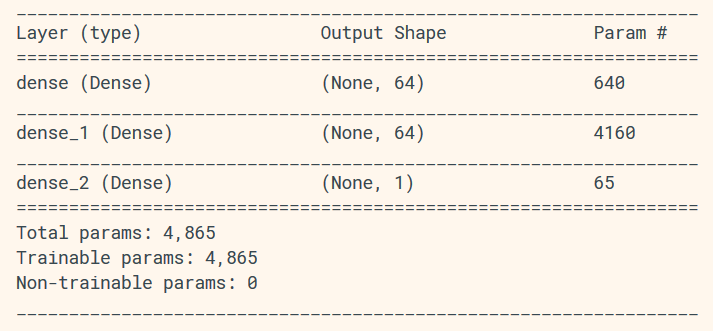 _________________________________________________________________
Layer (type)                 Output Shape              Param #
=================================================================
dense (Dense)                (None, 64)                640
_________________________________________________________________
dense_1 (Dense)              (None, 64)                4160
_________________________________________________________________
dense_2 (Dense)              (None, 1)                 65
=================================================================
Total params: 4,865
Trainable params: 4,865
Non-trainable params: 0
_________________________________________________________________